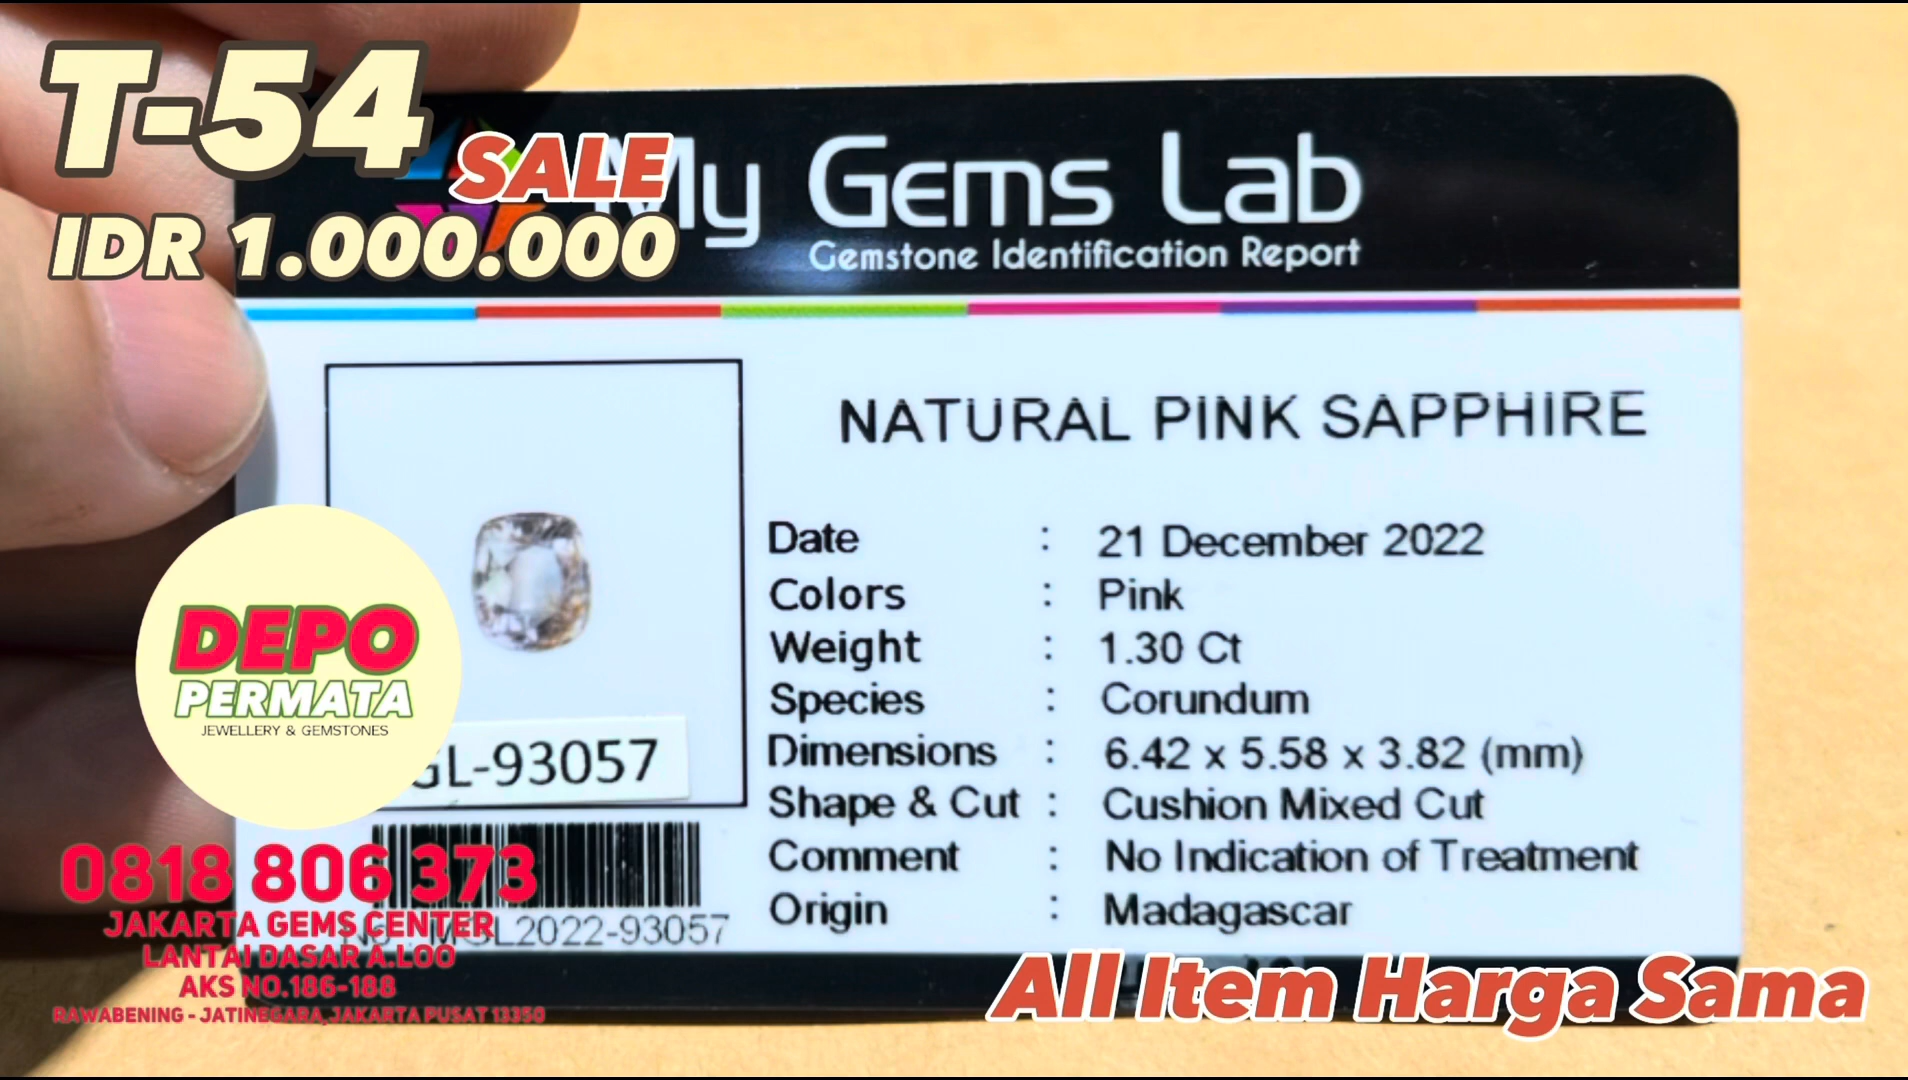 T-54
SALE
IDR 1.000.000
My Gems Lab
Gemstone Identification Report
NATURAL PINK SAPPHIRE
Date : 21 December 2022
Colors : Pink
Weight : 1.30 Ct
Species : Corundum
Dimensions : 6.42 x 5.58 x 3.82 (mm)
Shape & Cut : Cushion Mixed Cut
Comment : No Indication of Treatment
Origin : Madagascar
GL-93057
MGL2022-93057
DEPO
PERMATA
JEWELLERY & GEMSTONES
0818 806 373
JAKARTA GEMS CENTER
LANTAI DASAR A.LOO
AKS NO.186-188
RAWABENING - JATINEGARA, JAKARTA PUSAT 13350
All Item Harga Sama